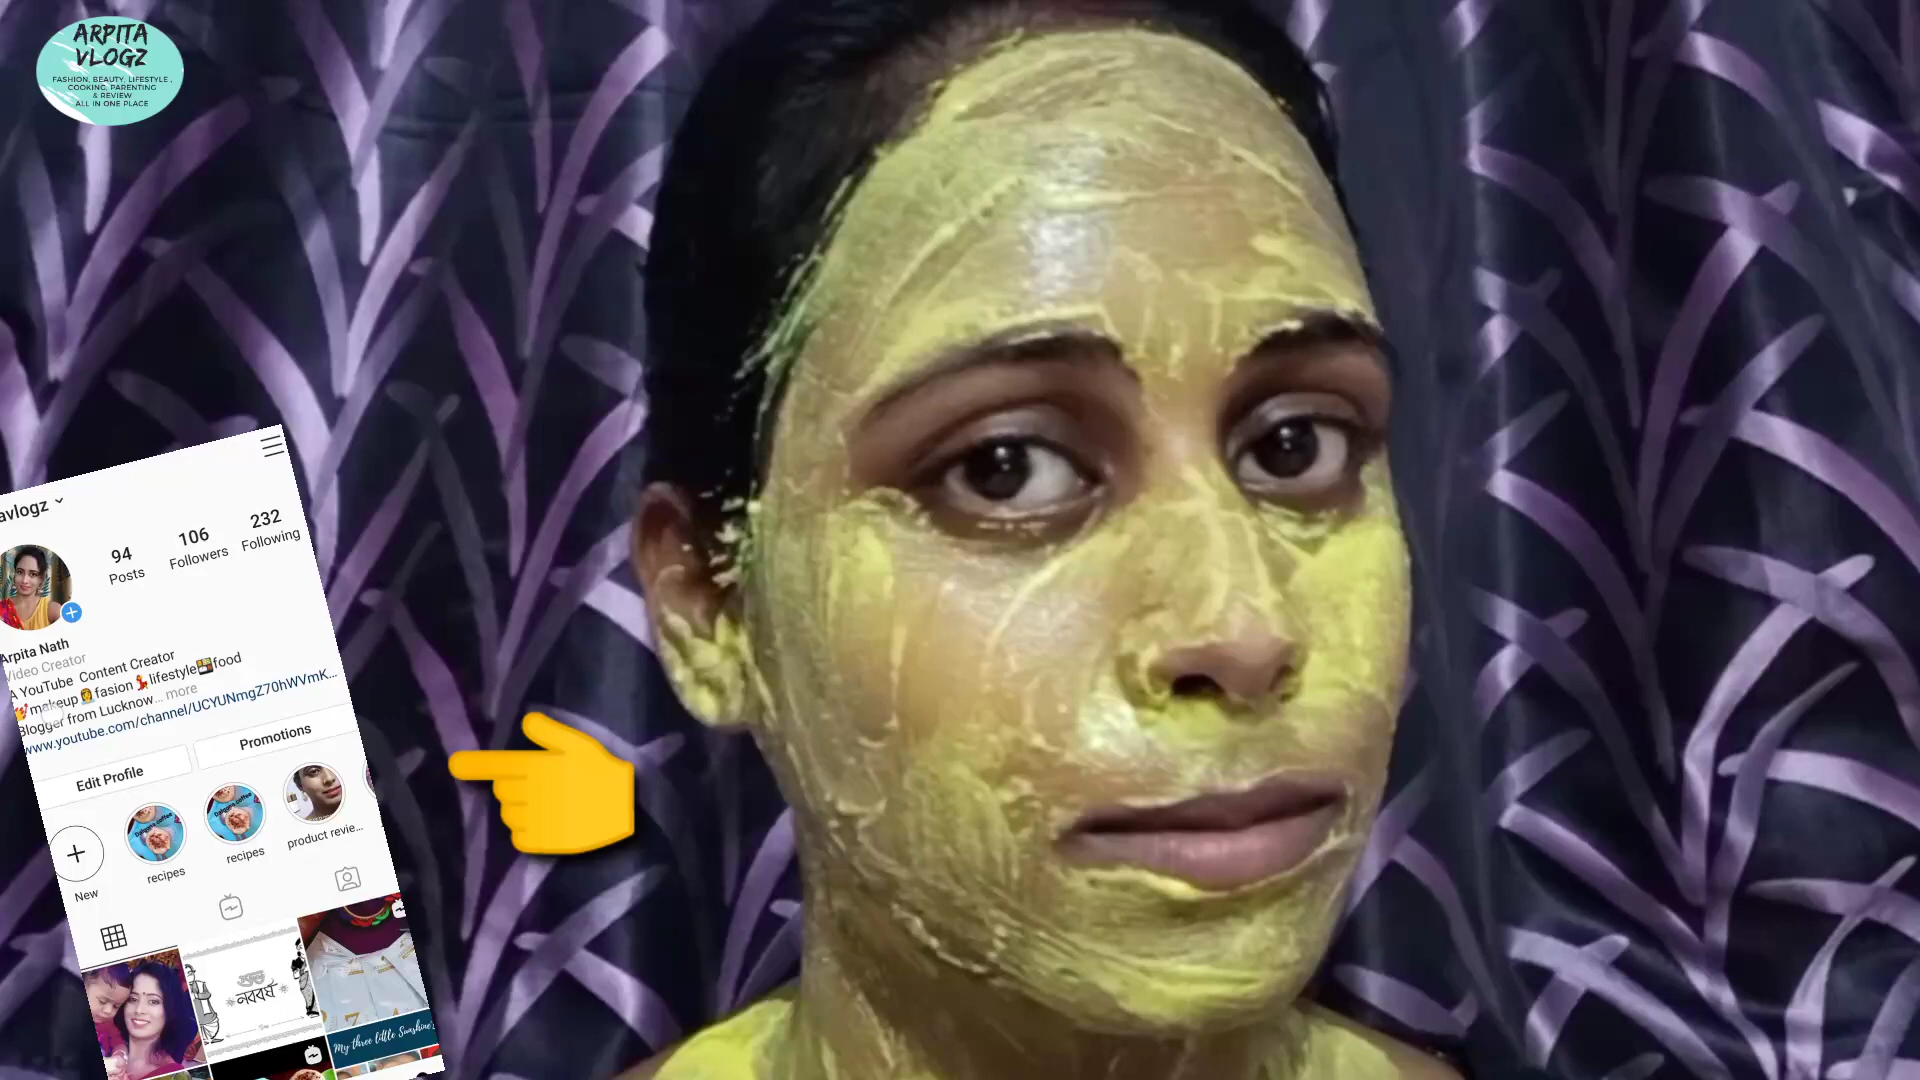 ARPITA
VLOGZ
FASHION, BEAUTY, LIFESTYLE,
COOKING, PARENTING
& REVIEW
ALL IN ONE PLACE
avlogz
94
Posts
106
Followers
232
Following
Arpita Nath
Video Creator
A YouTube Content Creator
💅makeup💆fasion💃lifestyle🍱food
Blogger from Lucknow... more
www.youtube.com/channel/UCYUNmgZ70hWVmK...
Edit Profile
Promotions
New
recipes
recipes
product revie...
শুভ
নববর্ষ
My three little Sunshine's